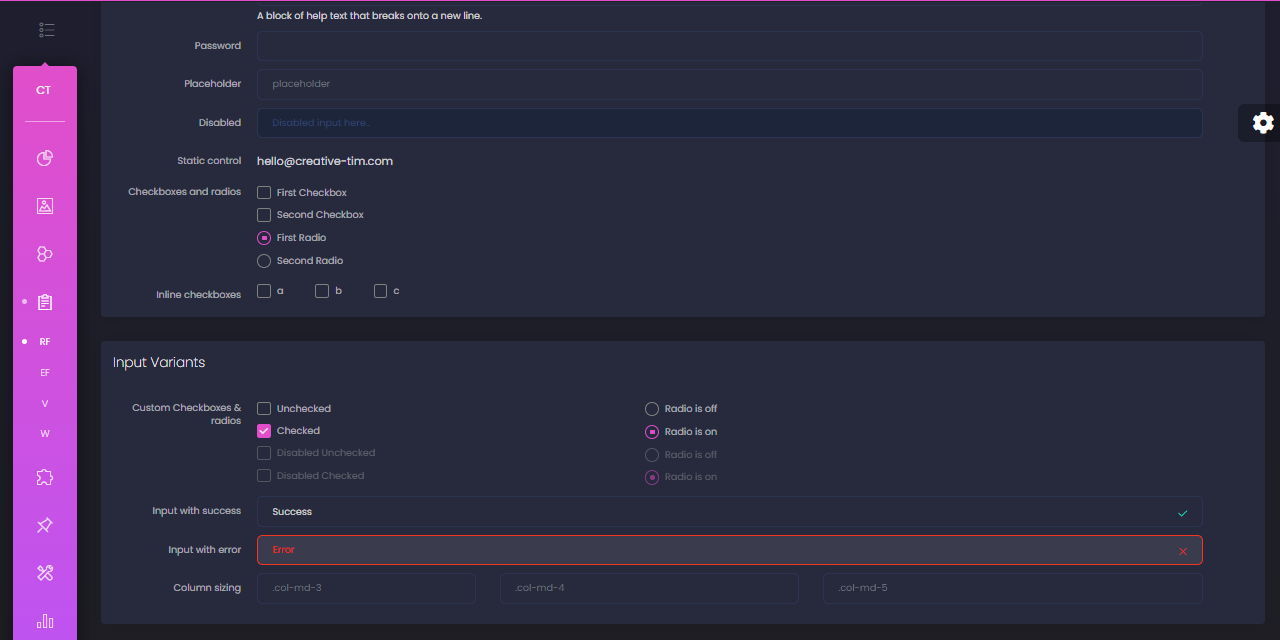 A block of help text that breaks onto a new line.
Password
Placeholder
placeholder
Disabled
Disabled input here..
Static control
hello@creative-tim.com
Checkboxes and radios
First Checkbox
Second Checkbox
First Radio
Second Radio
Inline checkboxes
a
b
c
CT
RF
EF
V
W
Input Variants
Custom Checkboxes &
radios
Unchecked
Checked
Disabled Unchecked
Disabled Checked
Radio is off
Radio is on
Radio is off
Radio is on
Input with success
Success
Input with error
Error
Column sizing
.col-md-3
.col-md-4
.col-md-5